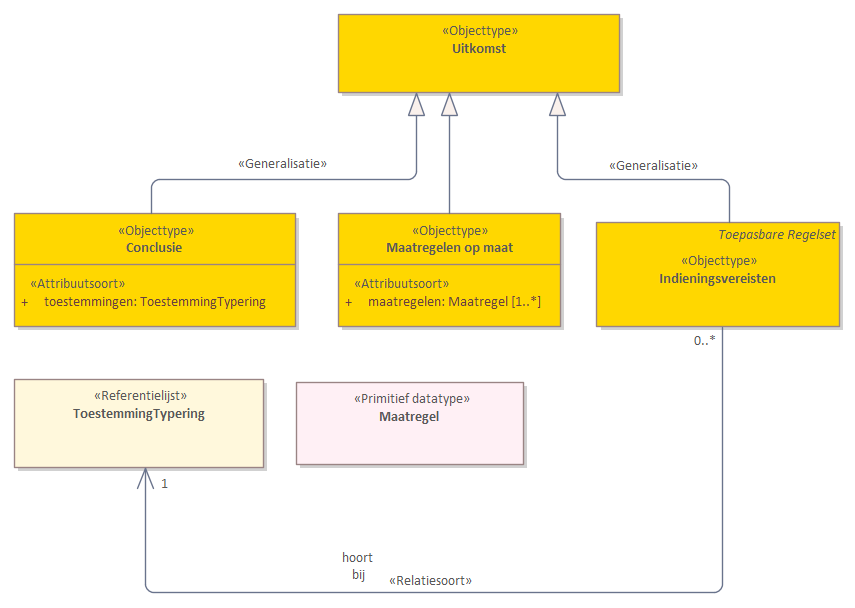 «Objecttype»
Uitkomst
«Generalisatie»
«Generalisatie»
«Objecttype»
Conclusie
«Attribuutsoort»
+ toestemmingen: ToestemmingTypering
«Objecttype»
Maatregelen op maat
«Attribuutsoort»
+ maatregelen: Maatregel [1..*]
Toepasbare Regelset
«Objecttype»
Indieningsvereisten
0..*
«Referentielijst»
ToestemmingTypering
«Primitief datatype»
Maatregel
1
hoort
bij
«Relatiesoort»